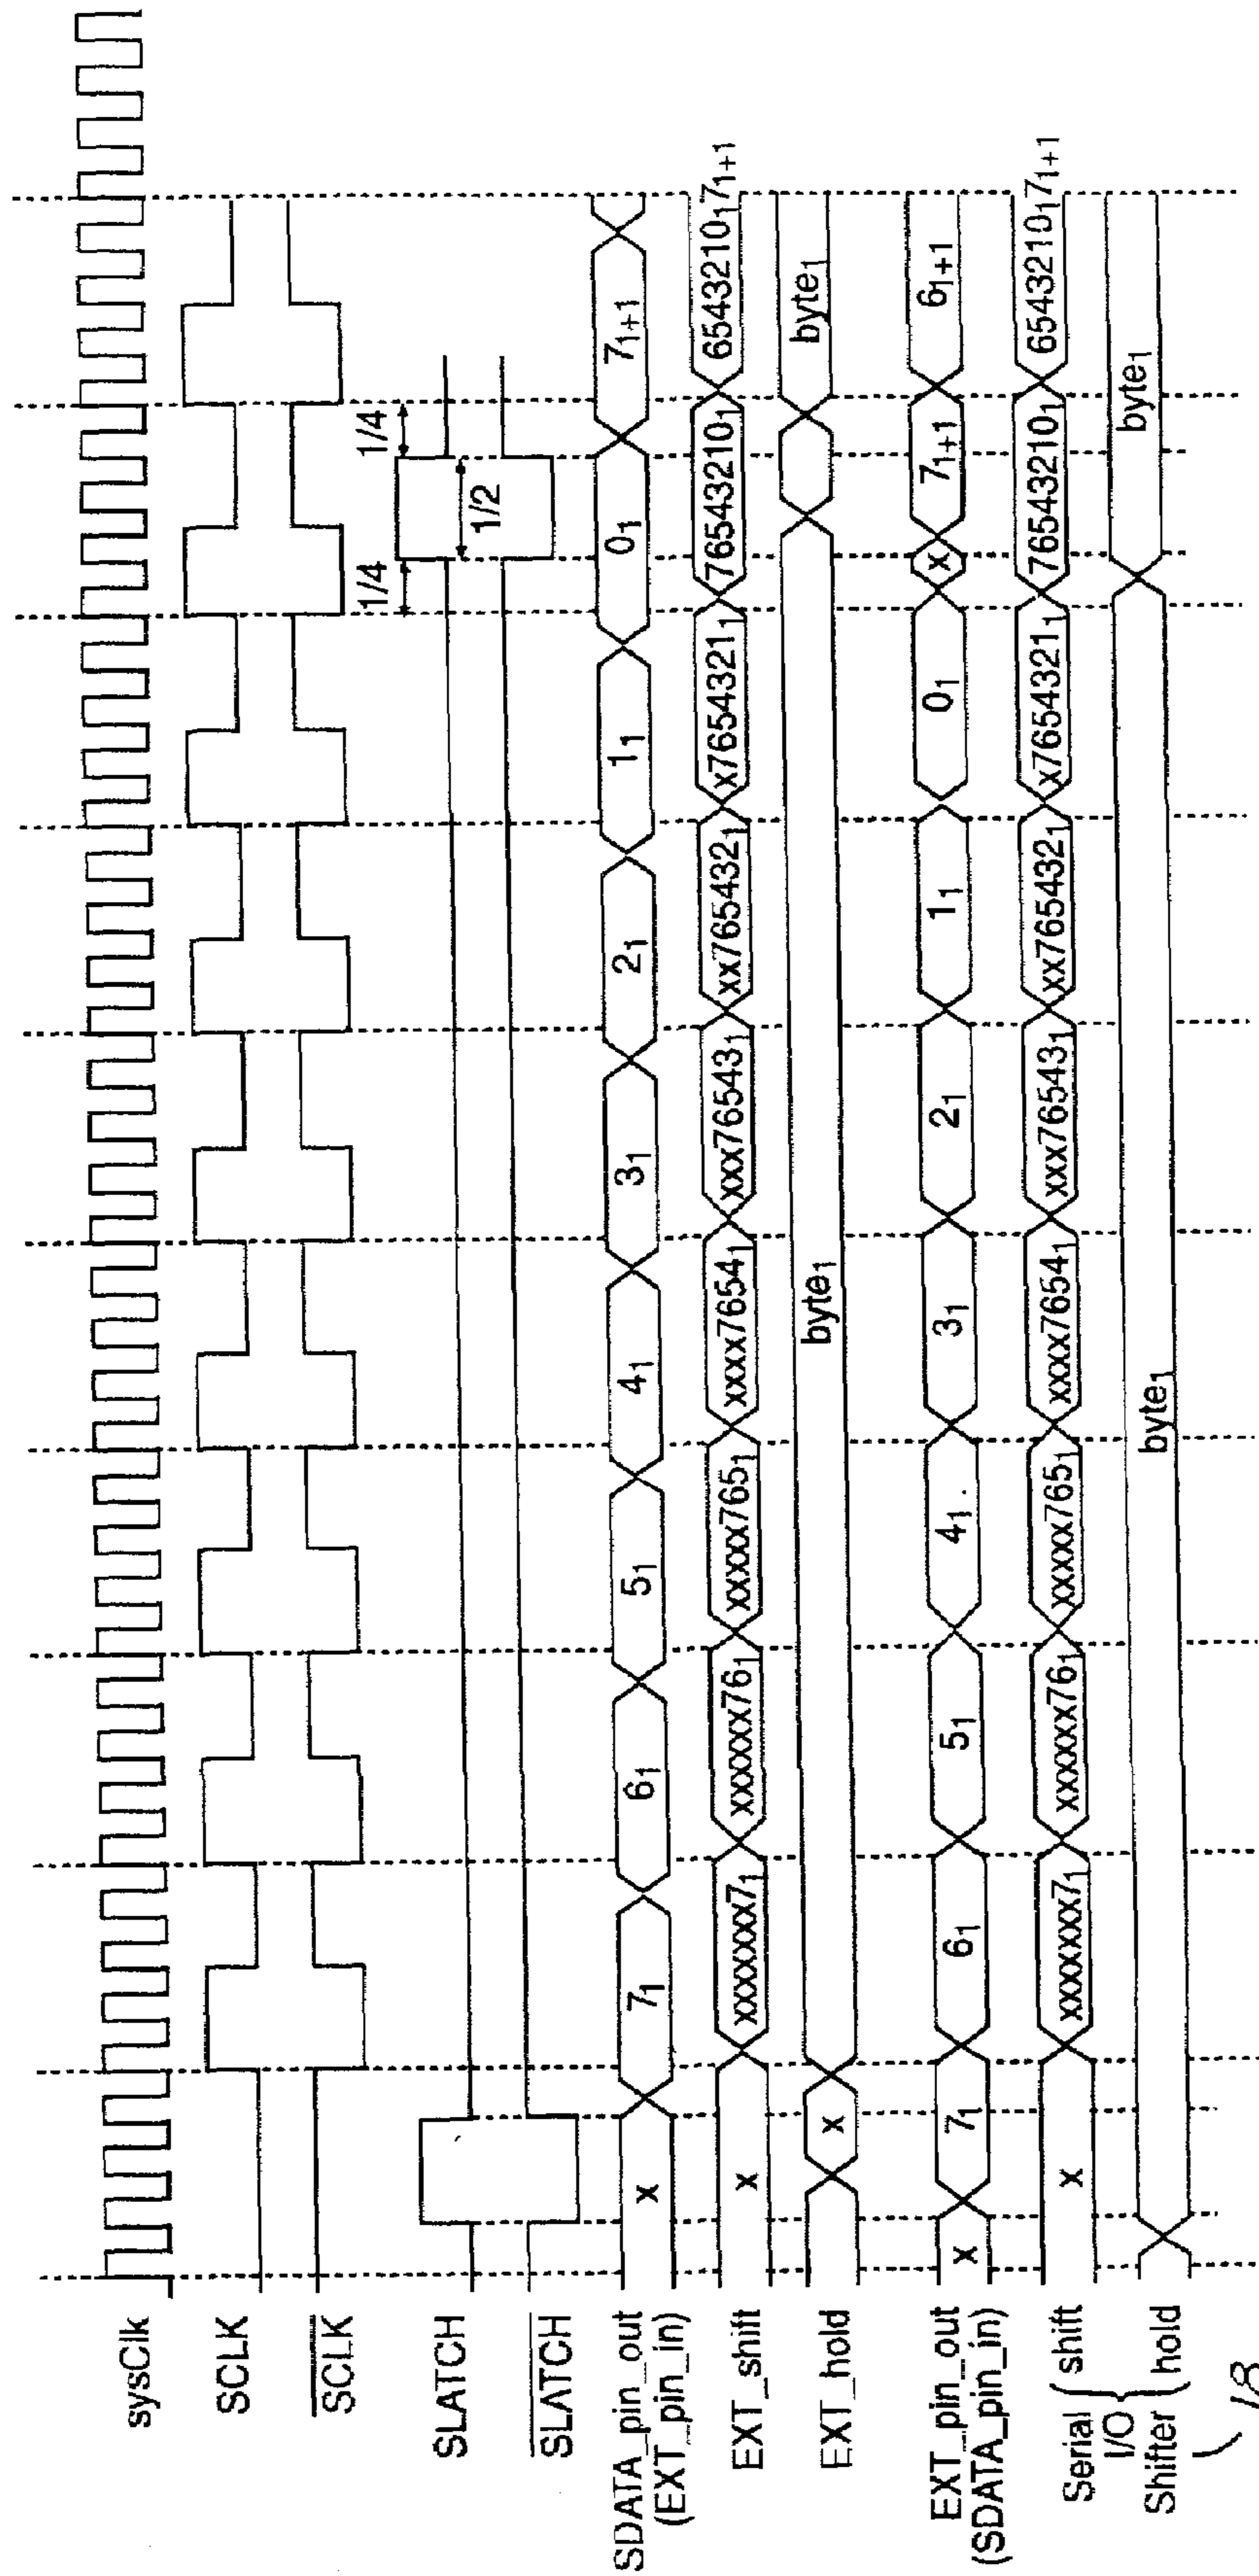 sysClk
SCLK
SCLK
SLATCH
1/4 1/2 1/4
SLATCH
SDATA_pin_out
(EXT_pin_in)
x 7₁ 6₁ 5₁ 4₁ 3₁ 2₁ 1₁ 0₁ 7₁₊₁
EXT_shift x xxxxxxx7₁ xxxxxx76₁ xxxxx765₁ xxxx7654₁ xxx76543₁ xx765432₁ x7654321₁ 76543210₁ 6543210₁7₁₊₁
EXT_hold x byte₁ byte₁
EXT_pin_out
(SDATA_pin_in)
x 7₁ 6₁ 5₁ 4₁ 3₁ 2₁ 1₁ 0₁ x 7₁₊₁ 6₁₊₁
Serial I/O Shifter
shift x xxxxxxx7₁ xxxxxx76₁ xxxxx765₁ xxxx7654₁ xxx76543₁ xx765432₁ x7654321₁ 76543210₁ 6543210₁7₁₊₁
hold byte₁ byte₁
18